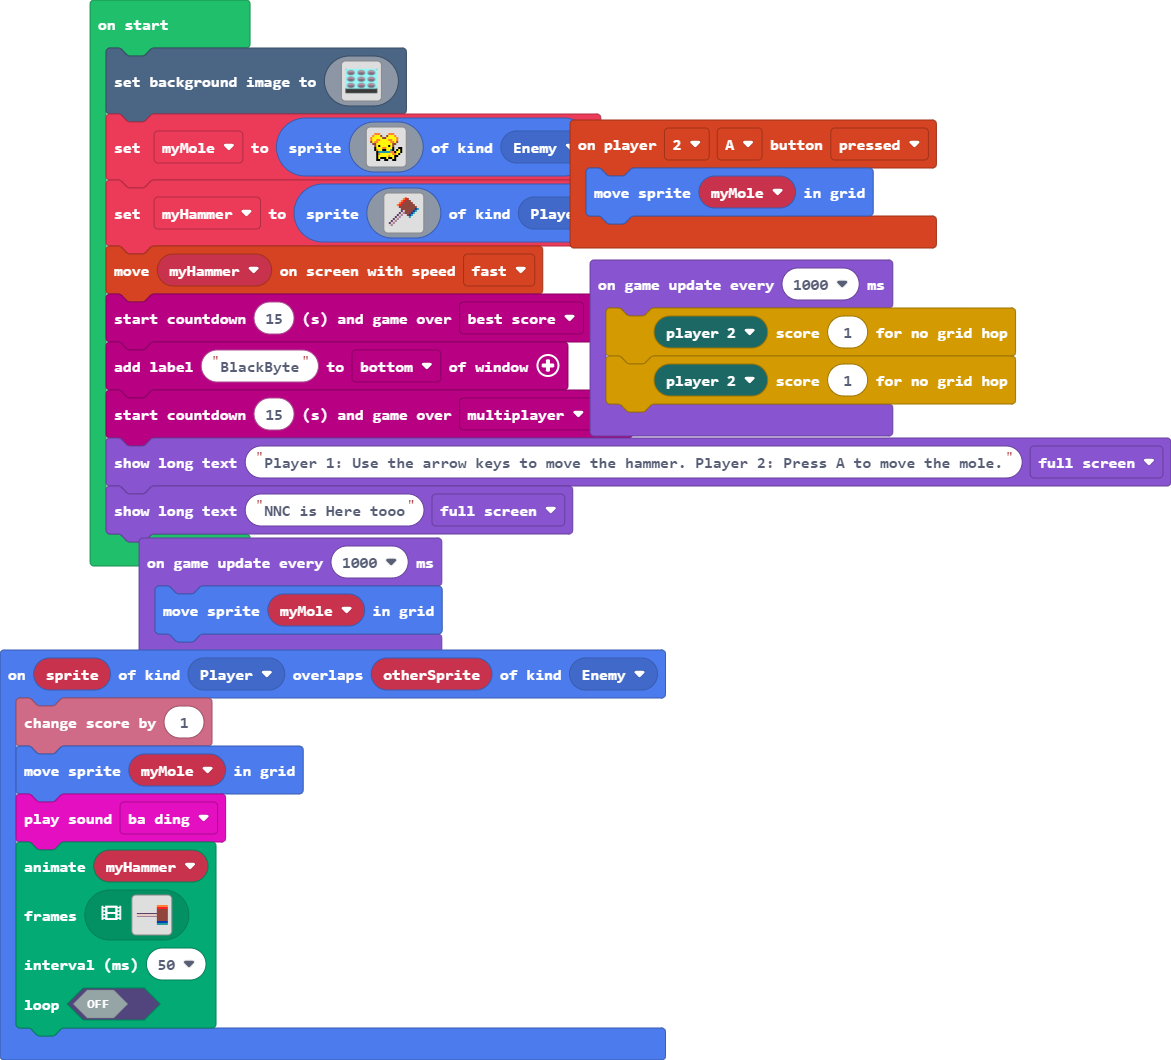 on start
set background image to
set myMole to sprite of kind Enemy
set myHammer to sprite of kind
move myHammer on screen with speed fast
start countdown 15 (s) and game over best score
add label "BlackByte" to bottom of window
start countdown 15 (s) and game over multiplayer
show long text "Player 1: Use the arrow keys to move the hammer. Player 2: Press A to move the mole." full screen
show long text "NNC is Here tooo" full screen
on player 2 A button pressed
move sprite myMole in grid
on game update every 1000 ms
player 2 score 1 for no grid hop
player 2 score 1 for no grid hop
on game update every 1000 ms
move sprite myMole in grid
on sprite of kind Player overlaps otherSprite of kind Enemy
change score by 1
move sprite myMole in grid
play sound ba ding
animate myHammer
frames
interval (ms) 50
loop OFF